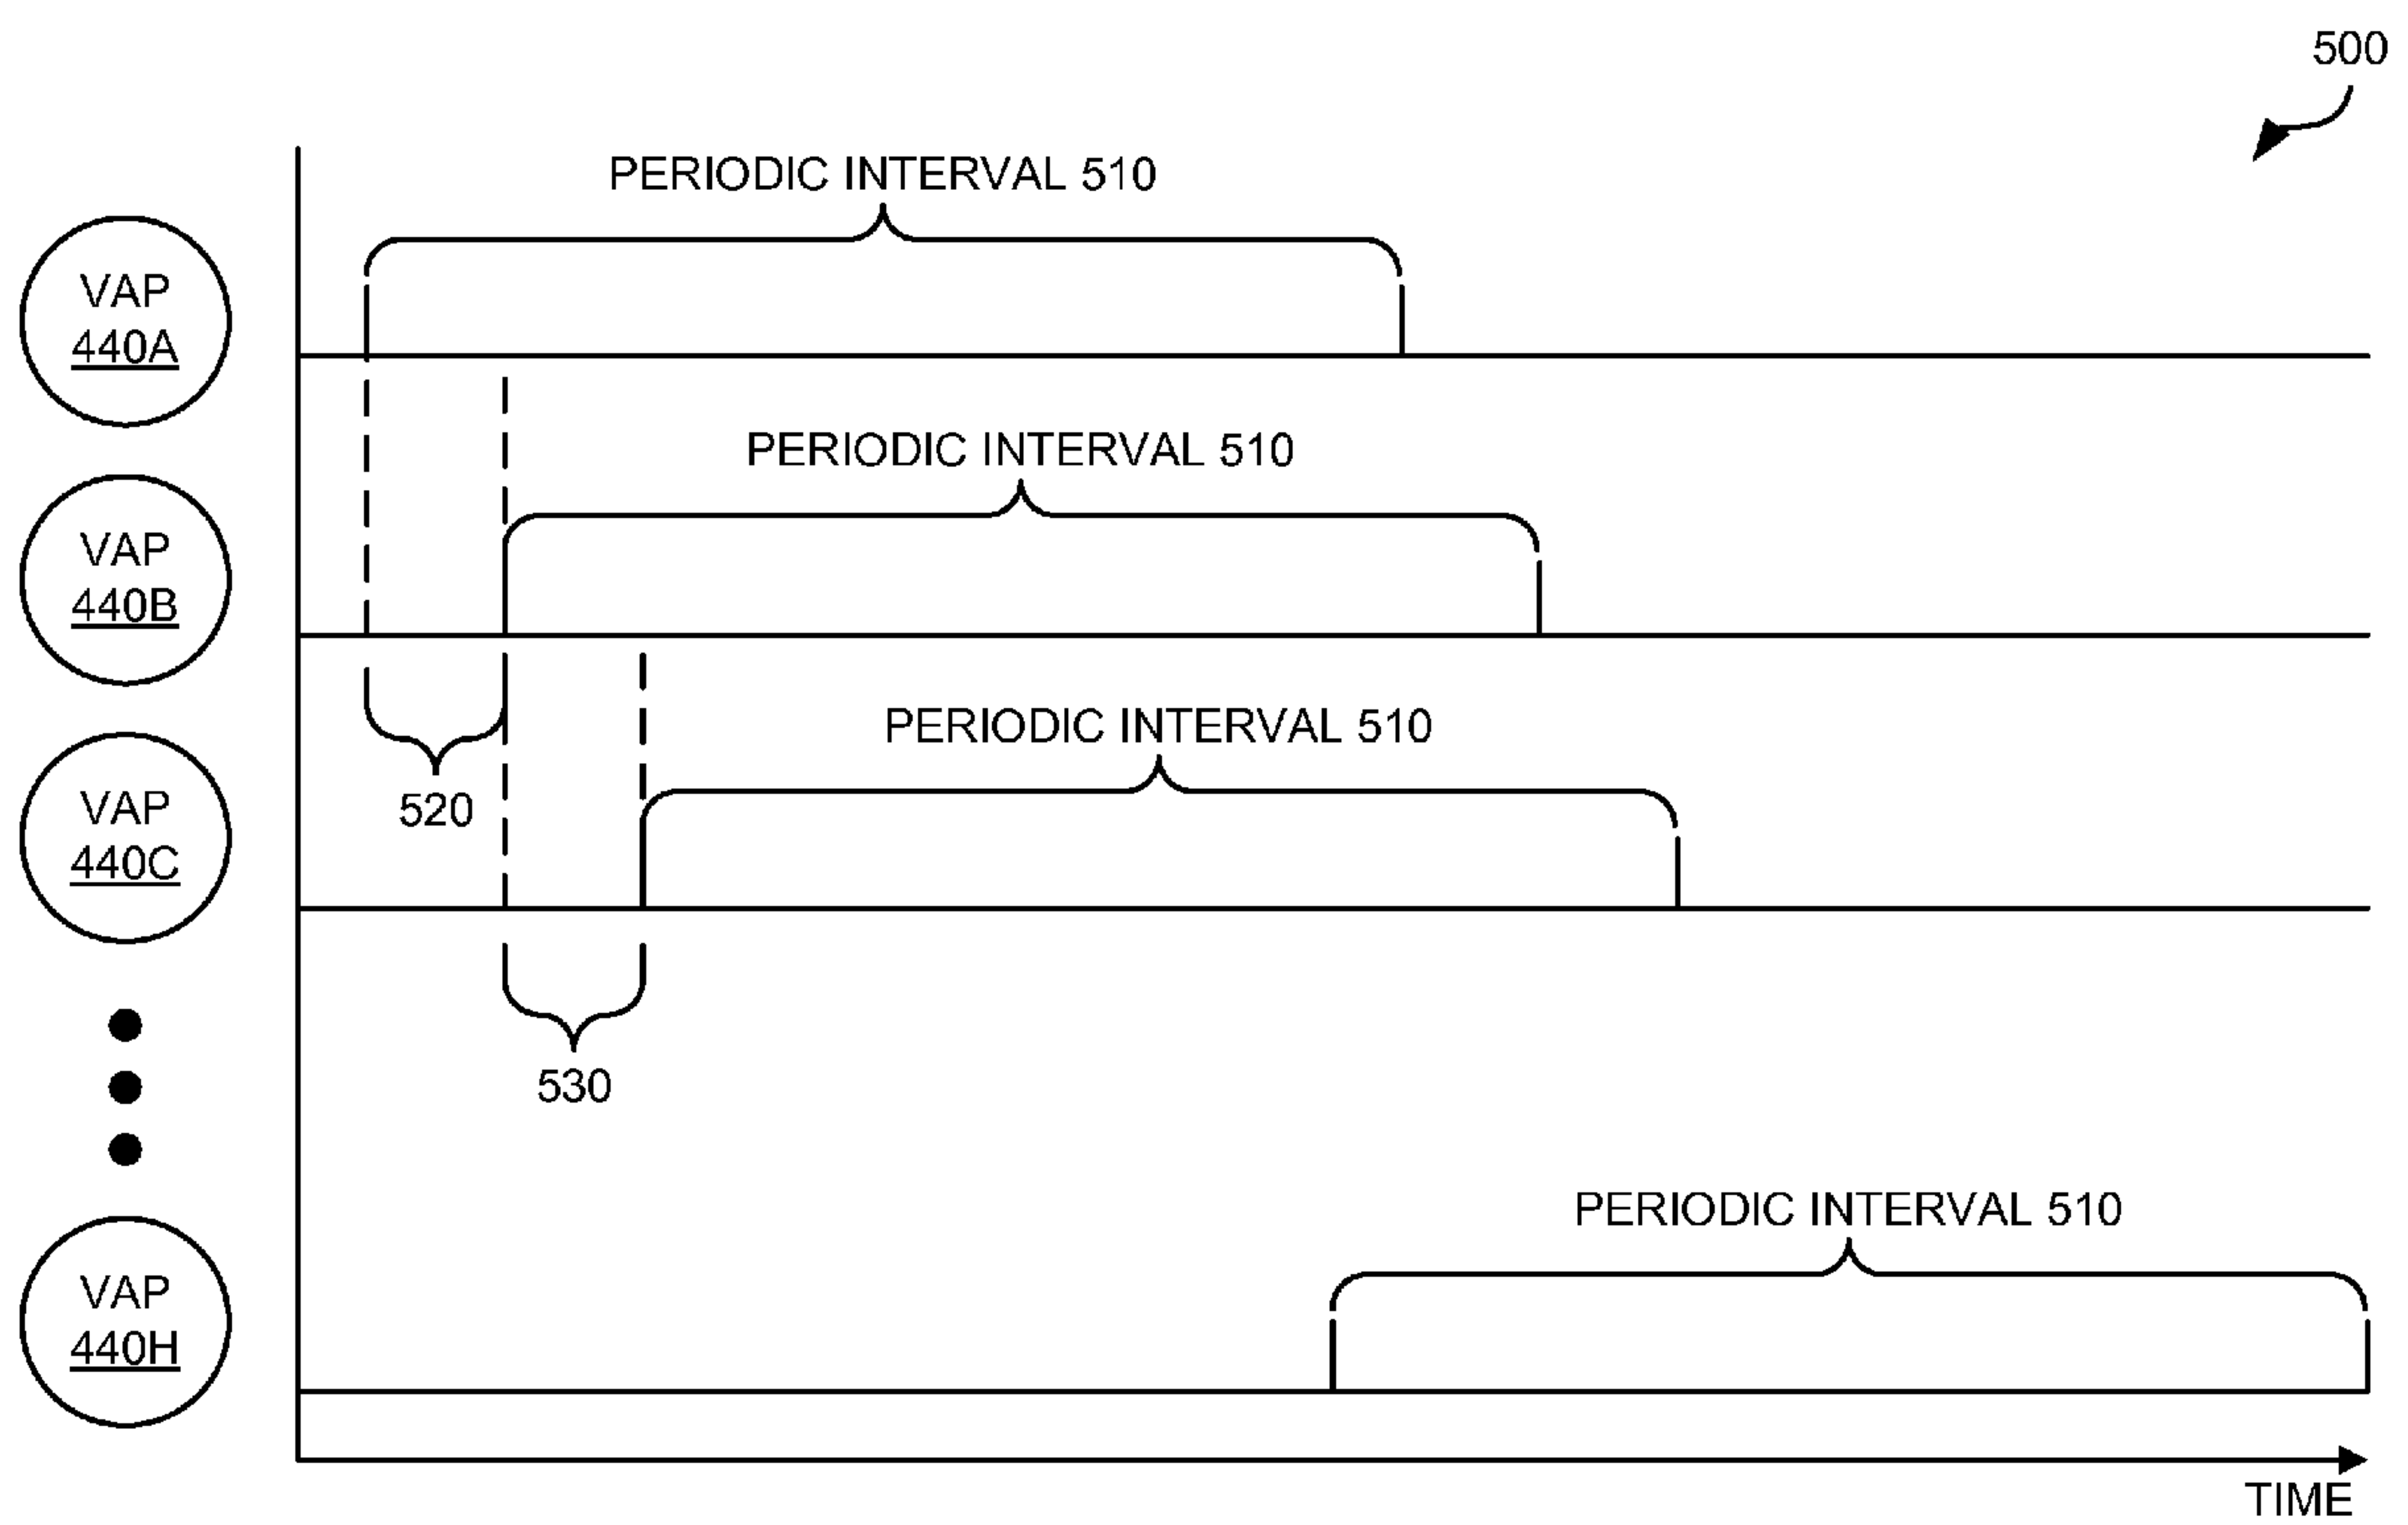 500
PERIODIC INTERVAL 510
VAP
440A
PERIODIC INTERVAL 510
VAP
440B
PERIODIC INTERVAL 510
520
VAP
440C
530
PERIODIC INTERVAL 510
VAP
440H
TIME